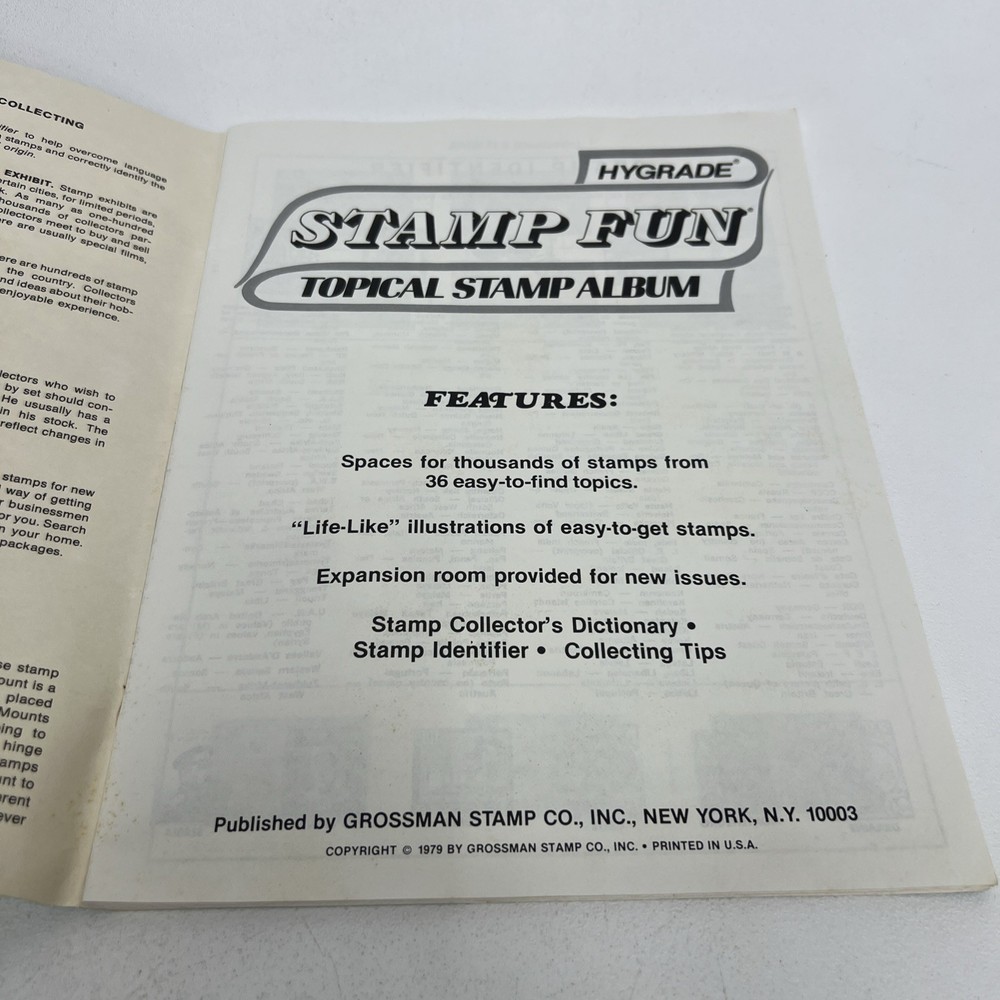 COLLECTING
to help overcome language
stamps and correctly identify the
origin.
EXHIBIT. Stamp exhibits are
certain cities, for limited periods.
As many as one-hundred
thousands of collectors par-
collectors meet to buy and sell
are usually special films,
ere are hundreds of stamp
the country. Collectors
nd ideas about their hob-
enjoyable experience.
lectors who wish to
by set should con-
He ususally has a
in his stock. The
reflect changes in
stamps for new
way of getting
r businessmen
or you. Search
n your home.
packages.
se stamp
ount is a
placed
Mounts
ing to
hinge
amps
nt to
rent
ever
HYGRADE®
STAMP FUN®
TOPICAL STAMP ALBUM
FEATURES:
Spaces for thousands of stamps from
36 easy-to-find topics.
“Life-Like” illustrations of easy-to-get stamps.
Expansion room provided for new issues.
Stamp Collector's Dictionary •
Stamp Identifier • Collecting Tips
Published by GROSSMAN STAMP CO., INC., NEW YORK, N.Y. 10003
COPYRIGHT © 1979 BY GROSSMAN STAMP CO., INC. • PRINTED IN U.S.A.